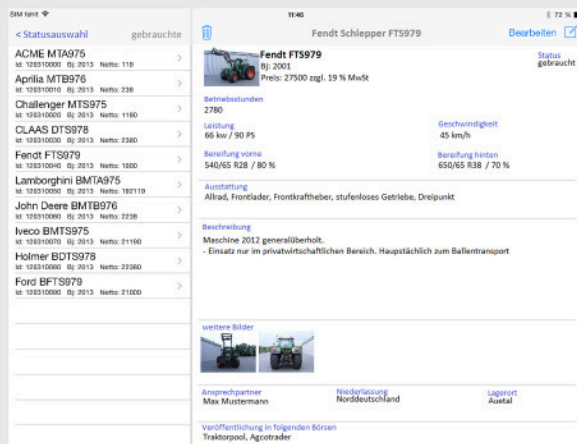 SIM fehlt
11:46
72 %
< Statusauswahl
gebrauchte
Fendt Schlepper FTS979
Bearbeiten
ACME MTA975
Id: 120310000 Bj: 2013 Netto: 119
Aprilia MTB976
Id: 120310010 Bj: 2013 Netto: 238
Challenger MTS975
Id: 120310020 Bj: 2013 Netto: 1190
CLAAS DTS978
Id: 120310030 Bj: 2013 Netto: 2380
Fendt FTS979
Id: 120310040 Bj: 2013 Netto: 1000
Lamborghini BMTA975
Id: 120310050 Bj: 2013 Netto: 192119
John Deere BMTB976
Id: 120310060 Bj: 2013 Netto: 2238
Iveco BMTS975
Id: 120310070 Bj: 2013 Netto: 21190
Holmer BDTS978
Id: 120310080 Bj: 2013 Netto: 22380
Ford BFTS979
Id: 120310090 Bj: 2013 Netto: 21000
Fendt FTS979
Bj: 2001
Preis: 27500 zzgl. 19 % MwSt
Status
gebraucht
Betriebsstunden
2780
Leistung
66 kw / 90 PS
Geschwindigkeit
45 km/h
Bereifung vorne
540/65 R28 / 80 %
Bereifung hinten
650/65 R38 / 70 %
Ausstattung
Allrad, Frontlader, Frontkraftheber, stufenloses Getriebe, Dreipunkt
Beschreibung
Maschine 2012 generalüberholt.
- Einsatz nur im privatwirtschaftlichen Bereich. Haupstächlich zum Ballentransport
weitere Bilder
Ansprechpartner
Max Mustermann
Niederlassung
Norddeutschland
Lagerort
Auetal
Veröffentlichung in folgenden Börsen
Traktorpool, Agcotrader